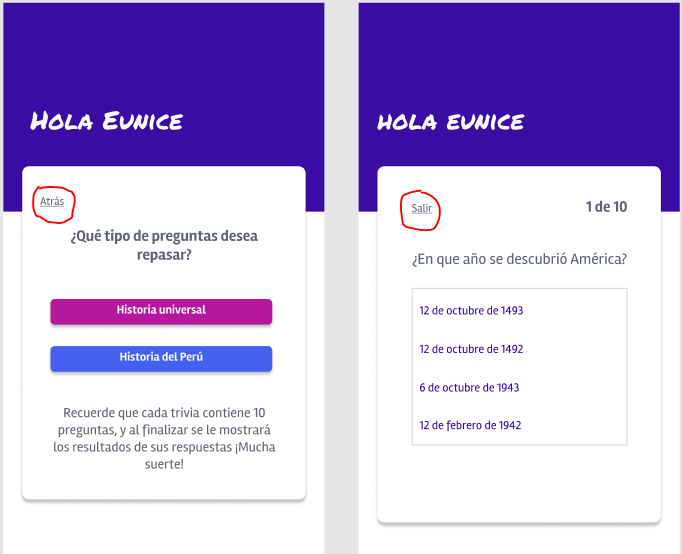 Hola Eunice
Atrás
¿Qué tipo de preguntas desea
repasar?
Historia universal
Historia del Perú
Recuerde que cada trivia contiene 10
preguntas, y al finalizar se le mostrará
los resultados de sus respuestas ¡Mucha
suerte!
hola eunice
Salir
1 de 10
¿En que año se descubrió América?
12 de octubre de 1493
12 de octubre de 1492
6 de octubre de 1943
12 de febrero de 1942